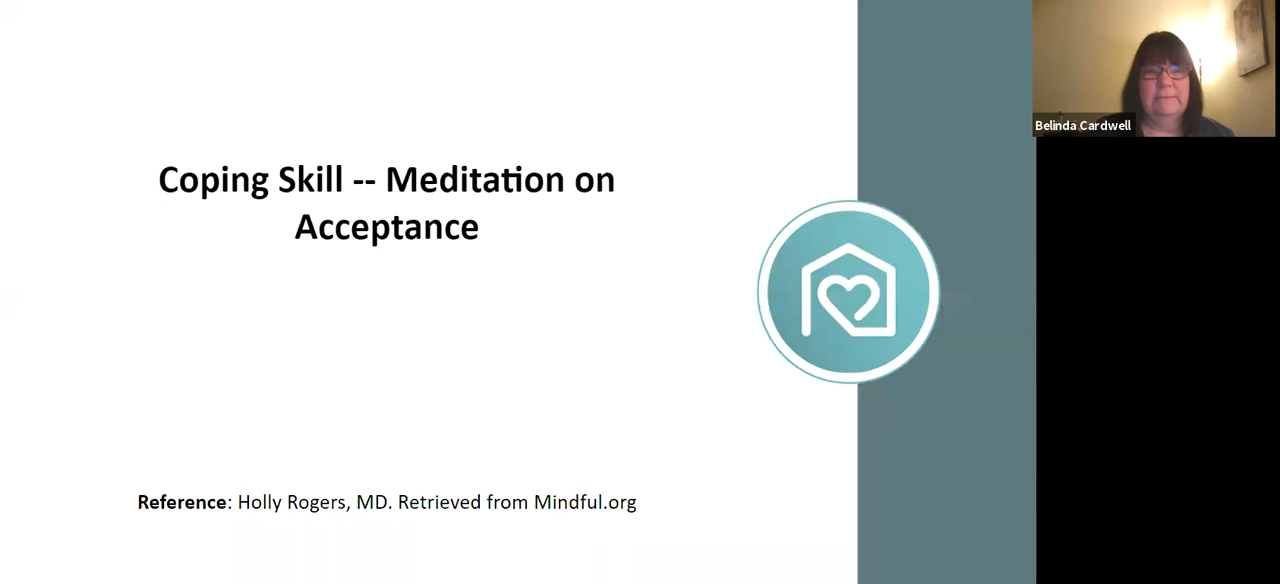 Coping Skill -- Meditation on
Acceptance
Reference: Holly Rogers, MD. Retrieved from Mindful.org
Belinda Cardwell